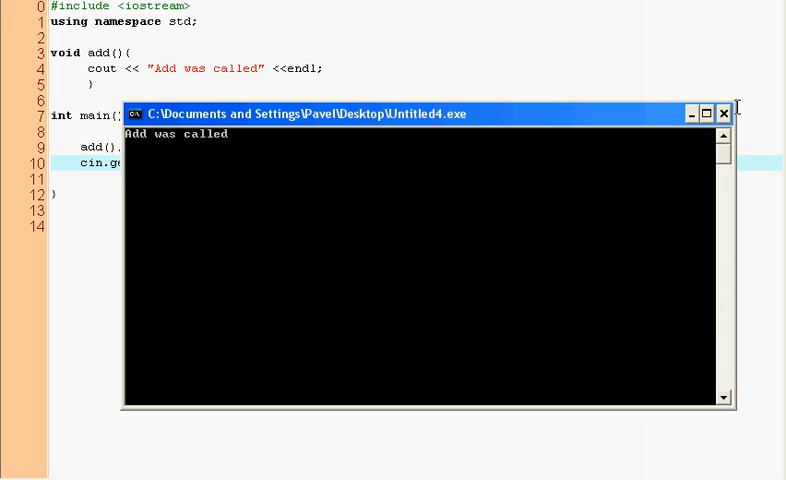 0 #include <iostream>
1 using namespace std;
2
3 void add(){
4 cout << "Add was called" <<endl;
5 }
6
7 int main()
8
9 add()
10 cin.ge
11
12 }
13
14
C:\Documents and Settings\Pavel\Desktop\Untitled4.exe
Add was called